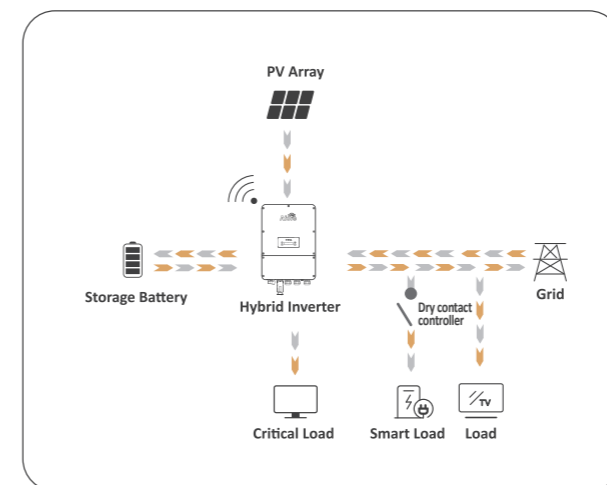 PV Array
Storage Battery
Hybrid Inverter
Dry contact
controller
Grid
Critical Load
Smart Load
Load
TV